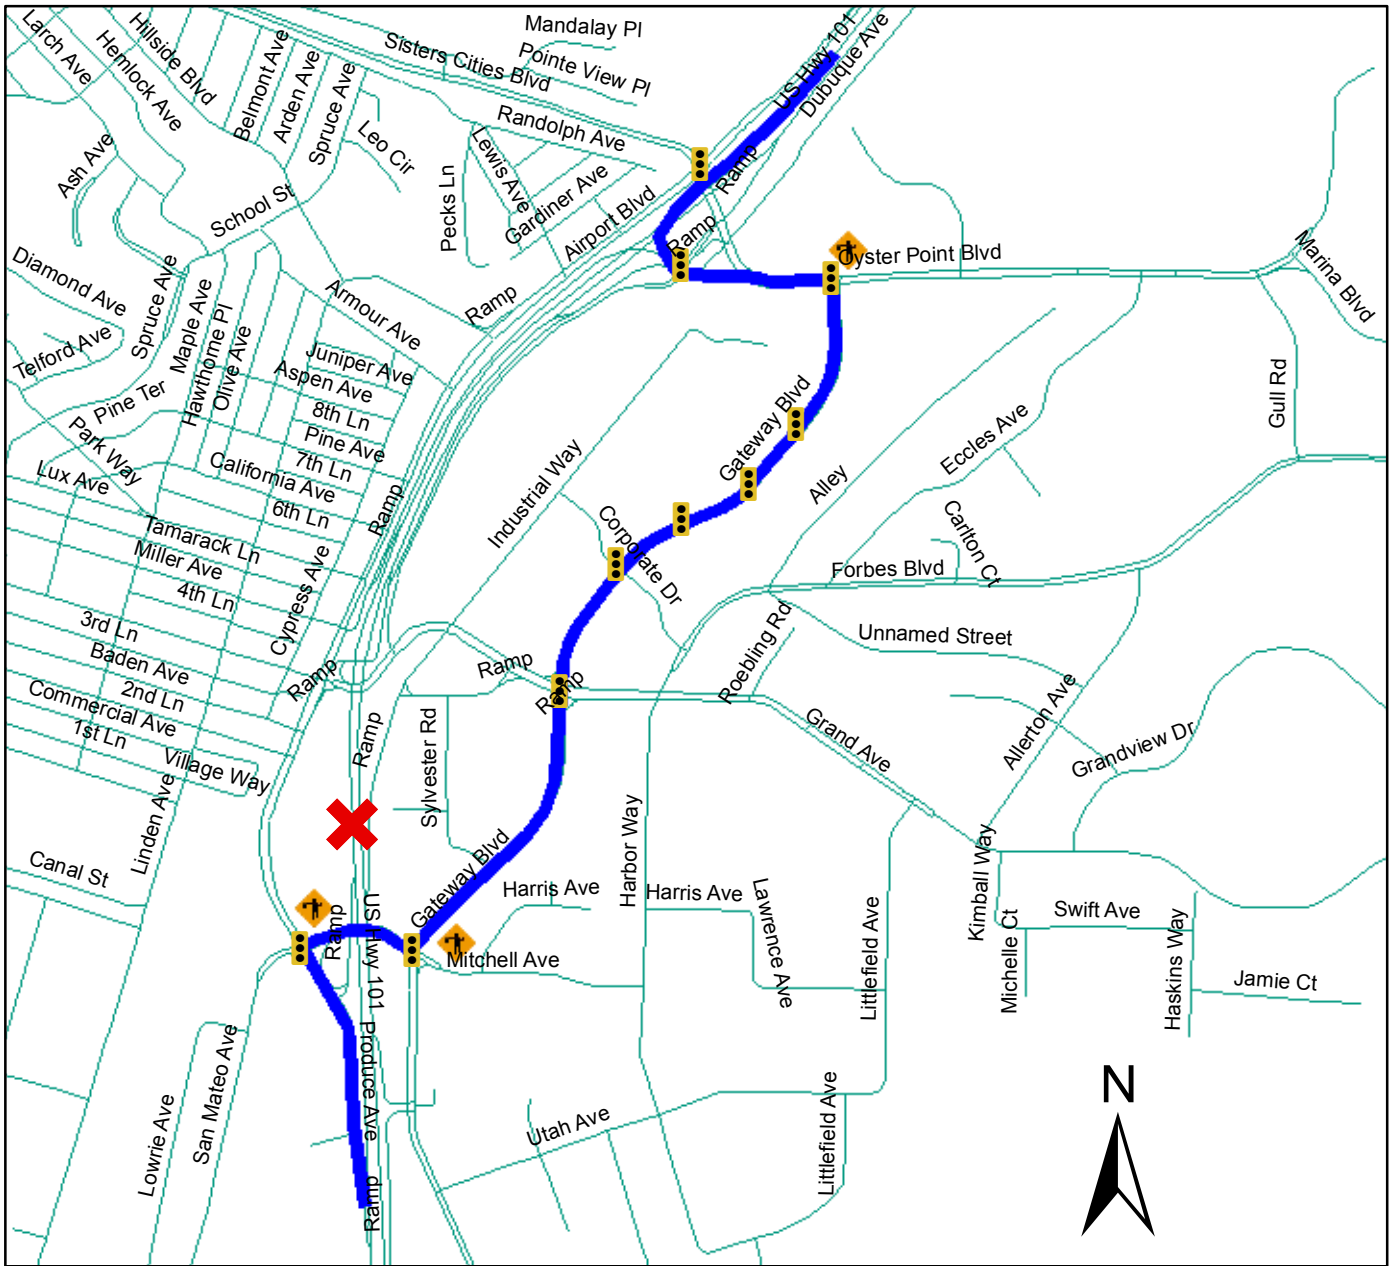 Larch Ave
Hemlock Ave
Hillside Blvd
Belmont Ave
Arden Ave
Spruce Ave
Leo Cir
Sisters Cities Blvd
Mandalay Pl
Pointe View Pl
Randolph Ave
US Hwy 101
Dubuque Ave
Ramp
Ash Ave
School St
Pecks Ln
Lewis Ave
Gardiner Ave
Airport Blvd
Ramp
Oyster Point Blvd
Marina Blvd
Diamond Ave
Telford Ave
Spruce Ave
Maple Ave
Hawthorne Pl
Olive Ave
Armour Ave
Ramp
Juniper Ave
Aspen Ave
8th Ln
Pine Ave
7th Ln
California Ave
6th Ln
Pine Ter
Park Way
Lux Ave
Tamarack Ln
Miller Ave
4th Ln
Cypress Ave
Ramp
Industrial Way
Corporate Dr
Gateway Blvd
Alley
Eccles Ave
Carlton Ct
Gull Rd
Forbes Blvd
Roebling Rd
Unnamed Street
3rd Ln
Baden Ave
2nd Ln
Commercial Ave
1st Ln
Village Way
Ramp
Ramp
Ramp
Ramp
Sylvester Rd
Grand Ave
Allerton Ave
Grandview Dr
Linden Ave
Canal St
Gateway Blvd
Harris Ave
Harbor Way
Harris Ave
Lawrence Ave
Littlefield Ave
Kimball Way
Michelle Ct
Swift Ave
Haskins Way
Jamie Ct
Ramp
US Hwy 101
Mitchell Ave
Produce Ave
San Mateo Ave
Lowrie Ave
Utah Ave
Littlefield Ave
Ramp
N